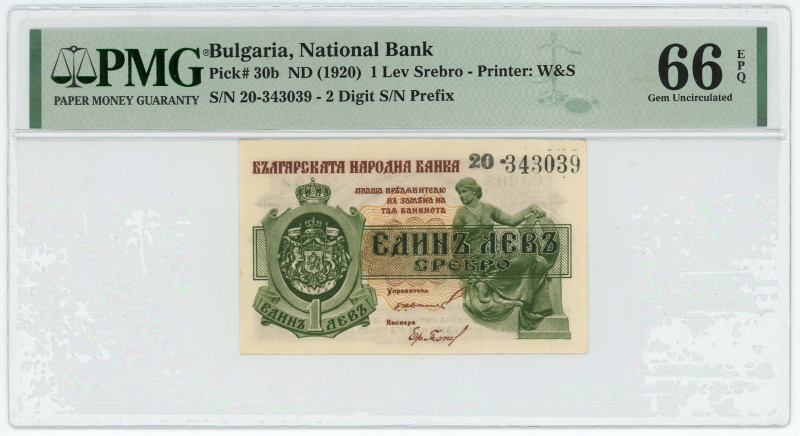 PMG®
PAPER MONEY GUARANTY
Bulgaria, National Bank
Pick# 30b ND (1920) 1 Lev Srebro - Printer: W&S
S/N 20-343039 - 2 Digit S/N Prefix
66 EPQ
Gem Uncirculated
БЪЛГАРСКАТА НАРОДНА БАНКА
20-343039
ПЛАЩА ПРѢДЯВИТЕЛЮ
ВЪ ЗАМѢНА НА
ТАЯ БАНКНОТА
ЕДИНЪ ЛЕВЪ
СРЕБРО
Управитель
Касиеръ
ЕДИНЪ 1 ЛЕВЪ